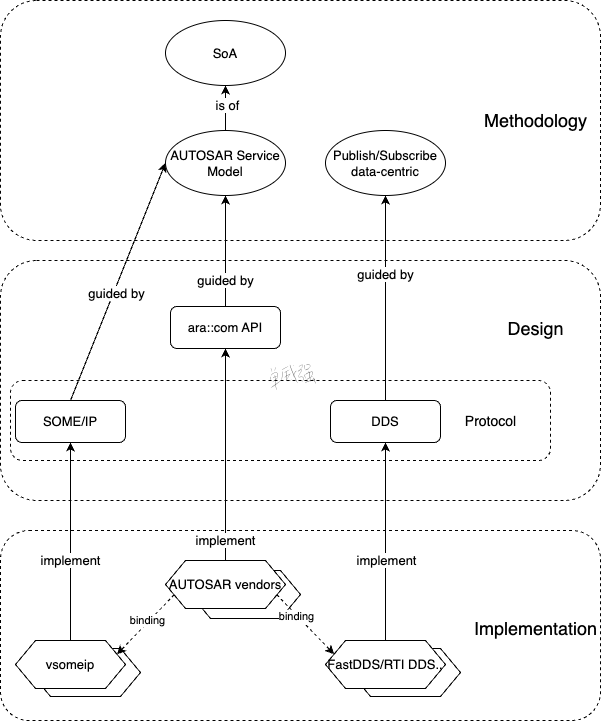 SoA
is of
Methodology
AUTOSAR Service
Model
Publish/Subscribe
data-centric
guided by
guided by
guided by
ara::com API
Design
SOME/IP
DDS
Protocol
implement
implement
implement
AUTOSAR vendors
binding
binding
Implementation
vsomeip
FastDDS/RTI DDS..